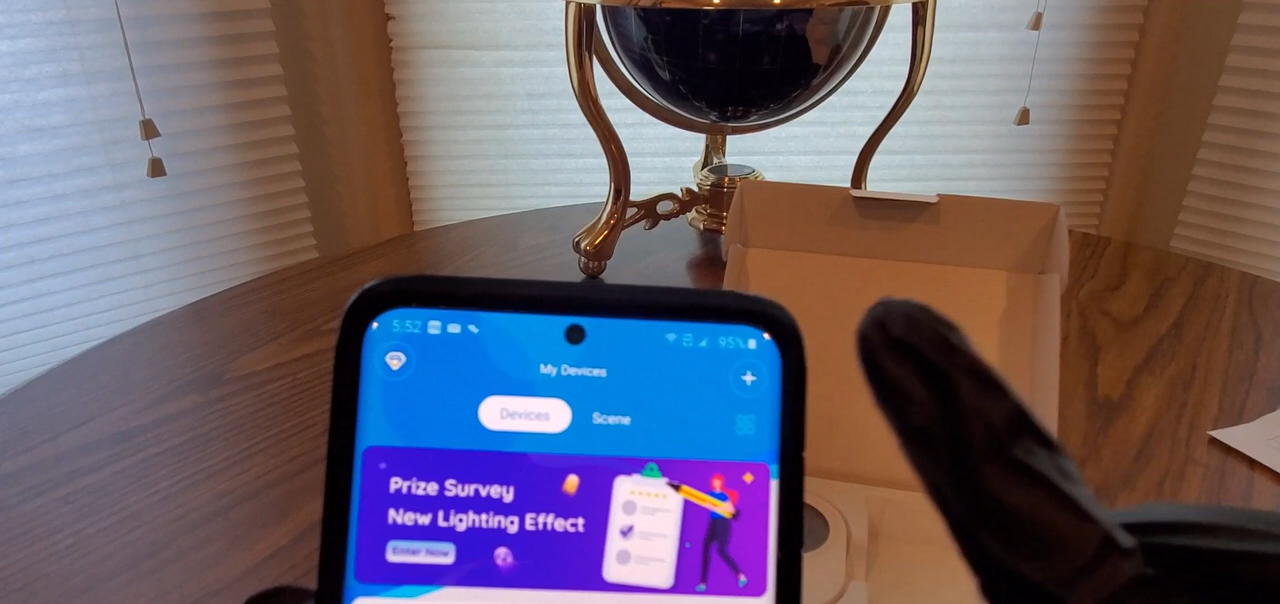 5:52 95%
My Devices
Devices Scene
Prize Survey
New Lighting Effect
Enter Now